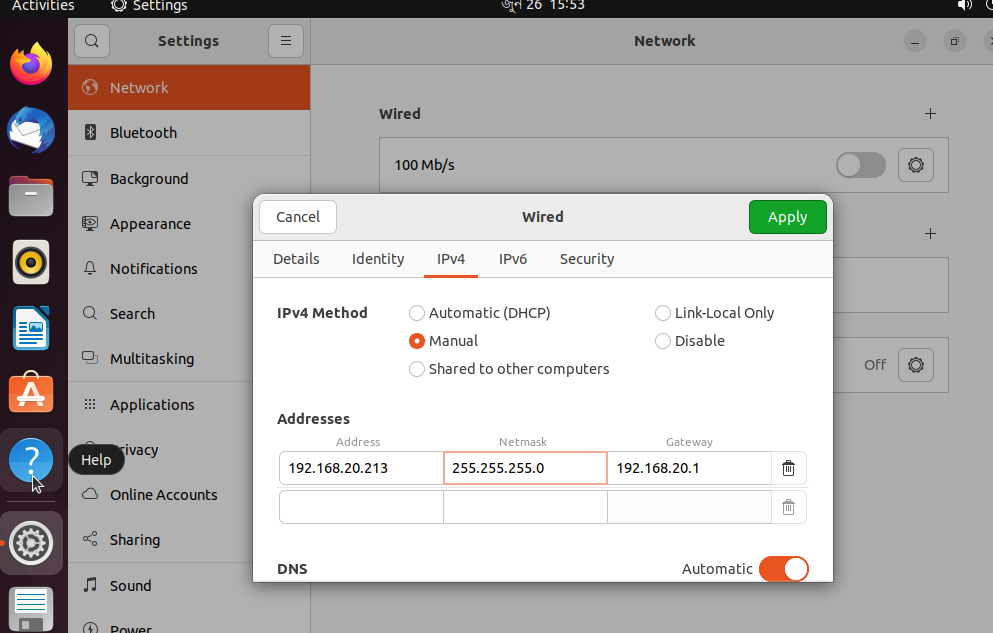 Activities
Settings
জুন 26 15:53
Settings
Network
Network
Bluetooth
Background
Appearance
Notifications
Search
Multitasking
Applications
Help
Online Accounts
Sharing
Sound
Power
Wired
100 Mb/s
Off
Cancel
Wired
Apply
Details
Identity
IPv4
IPv6
Security
IPv4 Method
Automatic (DHCP)
Link-Local Only
Manual
Disable
Shared to other computers
Addresses
Address
Netmask
Gateway
192.168.20.213
255.255.255.0
192.168.20.1
DNS
Automatic